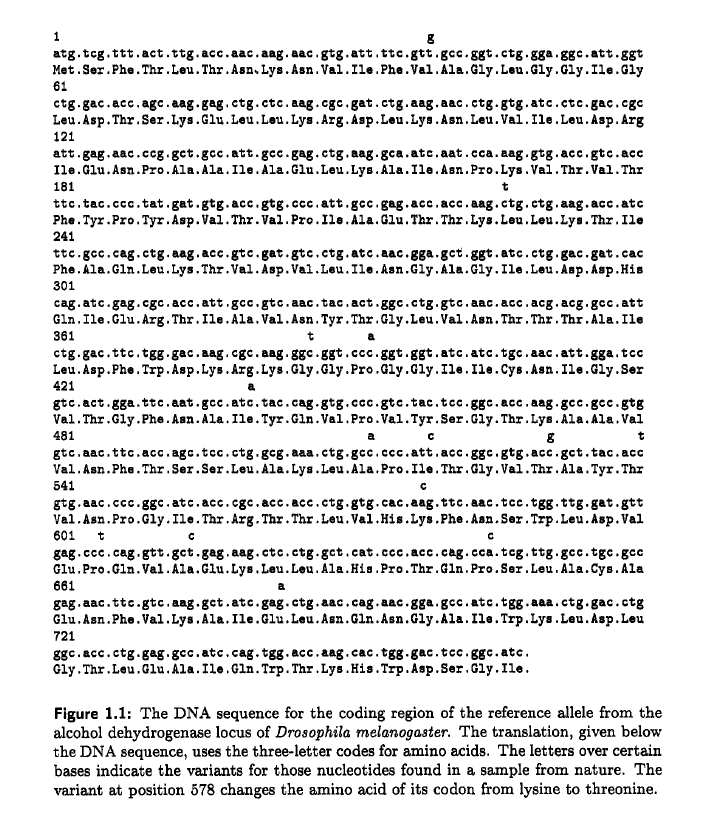 1 g
atg.tcg.ttt.act.ttg.acc.aac.aag.aac.gtg.att.ttc.gtt.gcc.ggt.ctg.gga.ggc.att.ggt
Met.Ser.Phe.Thr.Leu.Thr.Asn.Lys.Asn.Val.Ile.Phe.Val.Ala.Gly.Leu.Gly.Gly.Ile.Gly
61
ctg.gac.acc.agc.aag.gag.ctg.ctc.aag.cgc.gat.ctg.aag.aac.ctg.gtg.atc.ctc.gac.cgc
Leu.Asp.Thr.Ser.Lys.Glu.Leu.Leu.Lys.Arg.Asp.Leu.Lys.Asn.Leu.Val.Ile.Leu.Asp.Arg
121
att.gag.aac.ccg.gct.gcc.att.gcc.gag.ctg.aag.gca.atc.aat.cca.aag.gtg.acc.gtc.acc
Ile.Glu.Asn.Pro.Ala.Ala.Ile.Ala.Glu.Leu.Lys.Ala.Ile.Asn.Pro.Lys.Val.Thr.Val.Thr
181 t
ttc.tac.ccc.tat.gat.gtg.acc.gtg.ccc.att.gcc.gag.acc.acc.aag.ctg.ctg.aag.acc.atc
Phe.Tyr.Pro.Tyr.Asp.Val.Thr.Val.Pro.Ile.Ala.Glu.Thr.Thr.Lys.Leu.Leu.Lys.Thr.Ile
241
ttc.gcc.cag.ctg.aag.acc.gtc.gat.gtc.ctg.atc.aac.gga.gct.ggt.atc.ctg.gac.gat.cac
Phe.Ala.Gln.Leu.Lys.Thr.Val.Asp.Val.Leu.Ile.Asn.Gly.Ala.Gly.Ile.Leu.Asp.Asp.His
301
cag.atc.gag.cgc.acc.att.gcc.gtc.aac.tac.act.ggc.ctg.gtc.aac.acc.acg.acg.gcc.att
Gln.Ile.Glu.Arg.Thr.Ile.Ala.Val.Asn.Tyr.Thr.Gly.Leu.Val.Asn.Thr.Thr.Thr.Ala.Ile
361 t a
ctg.gac.ttc.tgg.gac.aag.cgc.aag.ggc.ggt.ccc.ggt.ggt.atc.atc.tgc.aac.att.gga.tcc
Leu.Asp.Phe.Trp.Asp.Lys.Arg.Lys.Gly.Gly.Pro.Gly.Gly.Ile.Ile.Cys.Asn.Ile.Gly.Ser
421 a
gtc.act.gga.ttc.aat.gcc.atc.tac.cag.gtg.ccc.gtc.tac.tcc.ggc.acc.aag.gcc.gcc.gtg
Val.Thr.Gly.Phe.Asn.Ala.Ile.Tyr.Gln.Val.Pro.Val.Tyr.Ser.Gly.Thr.Lys.Ala.Ala.Val
481 a c g t
gtc.aac.ttc.acc.agc.tcc.ctg.gcg.aaa.ctg.gcc.ccc.att.acc.ggc.gtg.acc.gct.tac.acc
Val.Asn.Phe.Thr.Ser.Ser.Leu.Ala.Lys.Leu.Ala.Pro.Ile.Thr.Gly.Val.Thr.Ala.Tyr.Thr
541 c
gtg.aac.ccc.ggc.atc.acc.cgc.acc.acc.ctg.gtg.cac.aag.ttc.aac.tcc.tgg.ttg.gat.gtt
Val.Asn.Pro.Gly.Ile.Thr.Arg.Thr.Thr.Leu.Val.His.Lys.Phe.Asn.Ser.Trp.Leu.Asp.Val
601 t c c
gag.ccc.cag.gtt.gct.gag.aag.ctc.ctg.gct.cat.ccc.acc.cag.cca.tcg.ttg.gcc.tgc.gcc
Glu.Pro.Gln.Val.Ala.Glu.Lys.Leu.Leu.Ala.His.Pro.Thr.Gln.Pro.Ser.Leu.Ala.Cys.Ala
661 a
gag.aac.ttc.gtc.aag.gct.atc.gag.ctg.aac.cag.aac.gga.gcc.atc.tgg.aaa.ctg.gac.ctg
Glu.Asn.Phe.Val.Lys.Ala.Ile.Glu.Leu.Asn.Gln.Asn.Gly.Ala.Ile.Trp.Lys.Leu.Asp.Leu
721
ggc.acc.ctg.gag.gcc.atc.cag.tgg.acc.aag.cac.tgg.gac.tcc.ggc.atc.
Gly.Thr.Leu.Glu.Ala.Ile.Gln.Trp.Thr.Lys.His.Trp.Asp.Ser.Gly.Ile.
Figure 1.1: The DNA sequence for the coding region of the reference allele from the
alcohol dehydrogenase locus of Drosophila melanogaster. The translation, given below
the DNA sequence, uses the three-letter codes for amino acids. The letters over certain
bases indicate the variants for those nucleotides found in a sample from nature. The
variant at position 578 changes the amino acid of its codon from lysine to threonine.